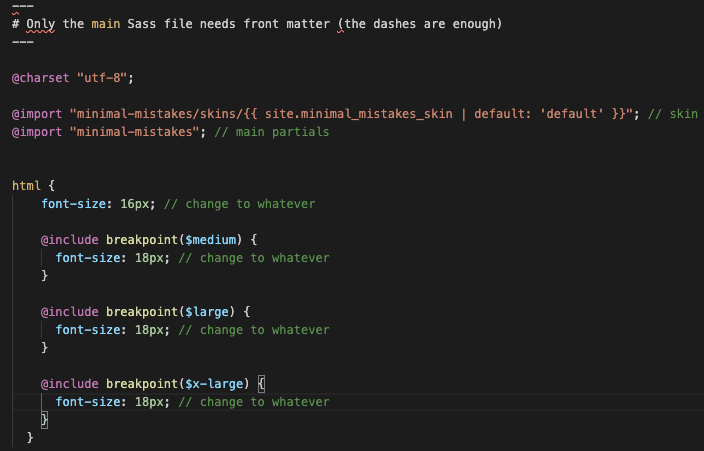 ---
# Only the main Sass file needs front matter (the dashes are enough)
---
@charset "utf-8";
@import "minimal-mistakes/skins/{{ site.minimal_mistakes_skin | default: 'default' }}"; // skin
@import "minimal-mistakes"; // main partials
html {
    font-size: 16px; // change to whatever
    @include breakpoint($medium) {
      font-size: 18px; // change to whatever
    }
    @include breakpoint($large) {
      font-size: 18px; // change to whatever
    }
    @include breakpoint($x-large) {
      font-size: 18px; // change to whatever
    }
  }